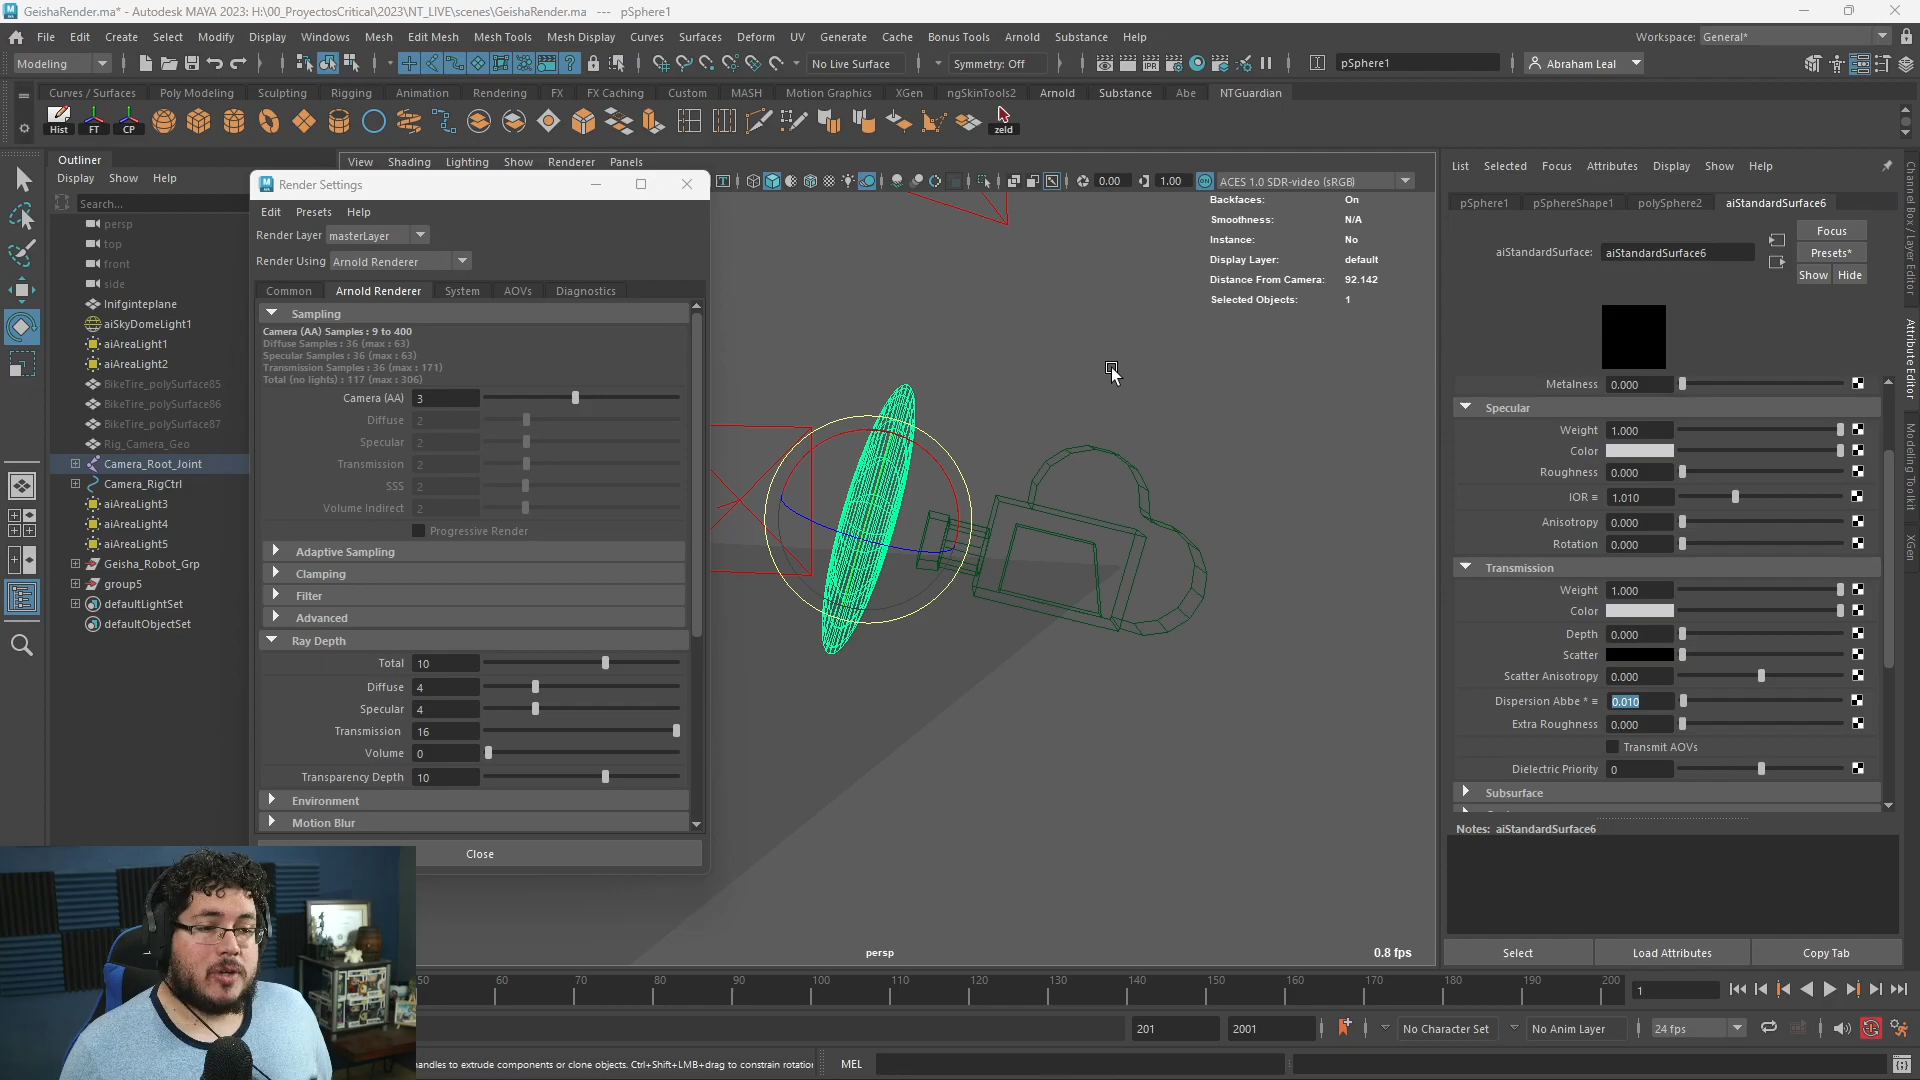 GeishaRender.ma* - Autodesk MAYA 2023: H:\00_ProyectosCritical\2023\NT_LIVE\scenes\GeishaRender.ma --- pSphere1
File Edit Create Select Modify Display Windows Mesh Edit Mesh Mesh Tools Mesh Display Curves Surfaces Deform UV Generate Cache Bonus Tools Arnold Substance Help Workspace: General*
Modeling No Live Surface Symmetry: Off pSphere1 Abraham Leal
Curves / Surfaces Poly Modeling Sculpting Rigging Animation Rendering FX FX Caching Custom MASH Motion Graphics XGen ngSkinTools2 Arnold Substance Abe NTGuardian
Hist FT CP zeld
Outliner
Display Show Help
Search...
persp
top
front
side
Inifginteplane
aiSkyDomeLight1
aiAreaLight1
aiAreaLight2
BikeTire_polySurface85
BikeTire_polySurface86
BikeTire_polySurface87
Rig_Camera_Geo
Camera_Root_Joint
Camera_RigCtrl
aiAreaLight3
aiAreaLight4
aiAreaLight5
Geisha_Robot_Grp
group5
defaultLightSet
defaultObjectSet
View Shading Lighting Show Renderer Panels
0.00 1.00 ACES 1.0 SDR-video (sRGB)
Render Settings
Edit Presets Help
Render Layer masterLayer
Render Using Arnold Renderer
Common Arnold Renderer System AOVs Diagnostics
Sampling
Camera (AA) Samples : 9 to 400
Diffuse Samples : 36 (max : 63)
Specular Samples : 36 (max : 63)
Transmission Samples : 36 (max : 171)
Total (no lights) : 117 (max : 306)
Camera (AA) 3
Diffuse 2
Specular 2
Transmission 2
SSS 2
Volume Indirect 2
Progressive Render
Adaptive Sampling
Clamping
Filter
Advanced
Ray Depth
Total 10
Diffuse 4
Specular 4
Transmission 16
Volume 0
Transparency Depth 10
Environment
Motion Blur
Close
Backfaces: On
Smoothness: N/A
Instance: No
Display Layer: default
Distance From Camera: 92.142
Selected Objects: 1
persp
0.8 fps
List Selected Focus Attributes Display Show Help
pSphere1 pSphereShape1 polySphere2 aiStandardSurface6
aiStandardSurface: aiStandardSurface6
Focus
Presets*
Show Hide
Metalness 0.000
Specular
Weight 1.000
Color
Roughness 0.000
IOR = 1.010
Anisotropy 0.000
Rotation 0.000
Transmission
Weight 1.000
Color
Depth 0.000
Scatter
Scatter Anisotropy 0.000
Dispersion Abbe * = 0.010
Extra Roughness 0.000
Transmit AOVs
Dielectric Priority 0
Subsurface
Notes: aiStandardSurface6
Select Load Attributes Copy Tab
Channel Box / Layer Editor
Attribute Editor
Modeling Toolkit
XGen
50 60 70 80 90 100 110 120 130 140 150 160 170 180 190 200 1
201 2001 No Character Set No Anim Layer 24 fps
andles to extrude components or clone objects. Ctrl+Shift+LMB+drag to constrain rotation MEL